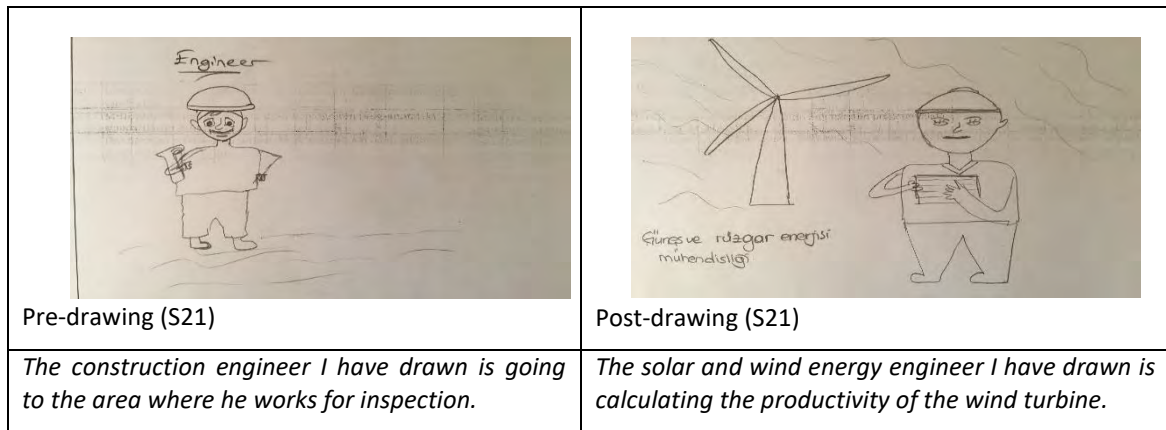 Engineer
Güneş ve rüzgar enerjisi
mühendisliği
Pre-drawing (S21)
Post-drawing (S21)
The construction engineer I have drawn is going
to the area where he works for inspection.
The solar and wind energy engineer I have drawn is
calculating the productivity of the wind turbine.